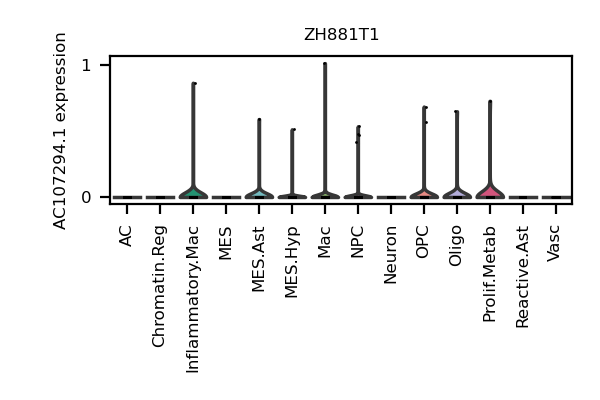 ZH881T1
AC107294.1 expression
1
0
AC
Chromatin.Reg
Inflammatory.Mac
MES
MES.Ast
MES.Hyp
Mac
NPC
Neuron
OPC
Oligo
Prolif.Metab
Reactive.Ast
Vasc